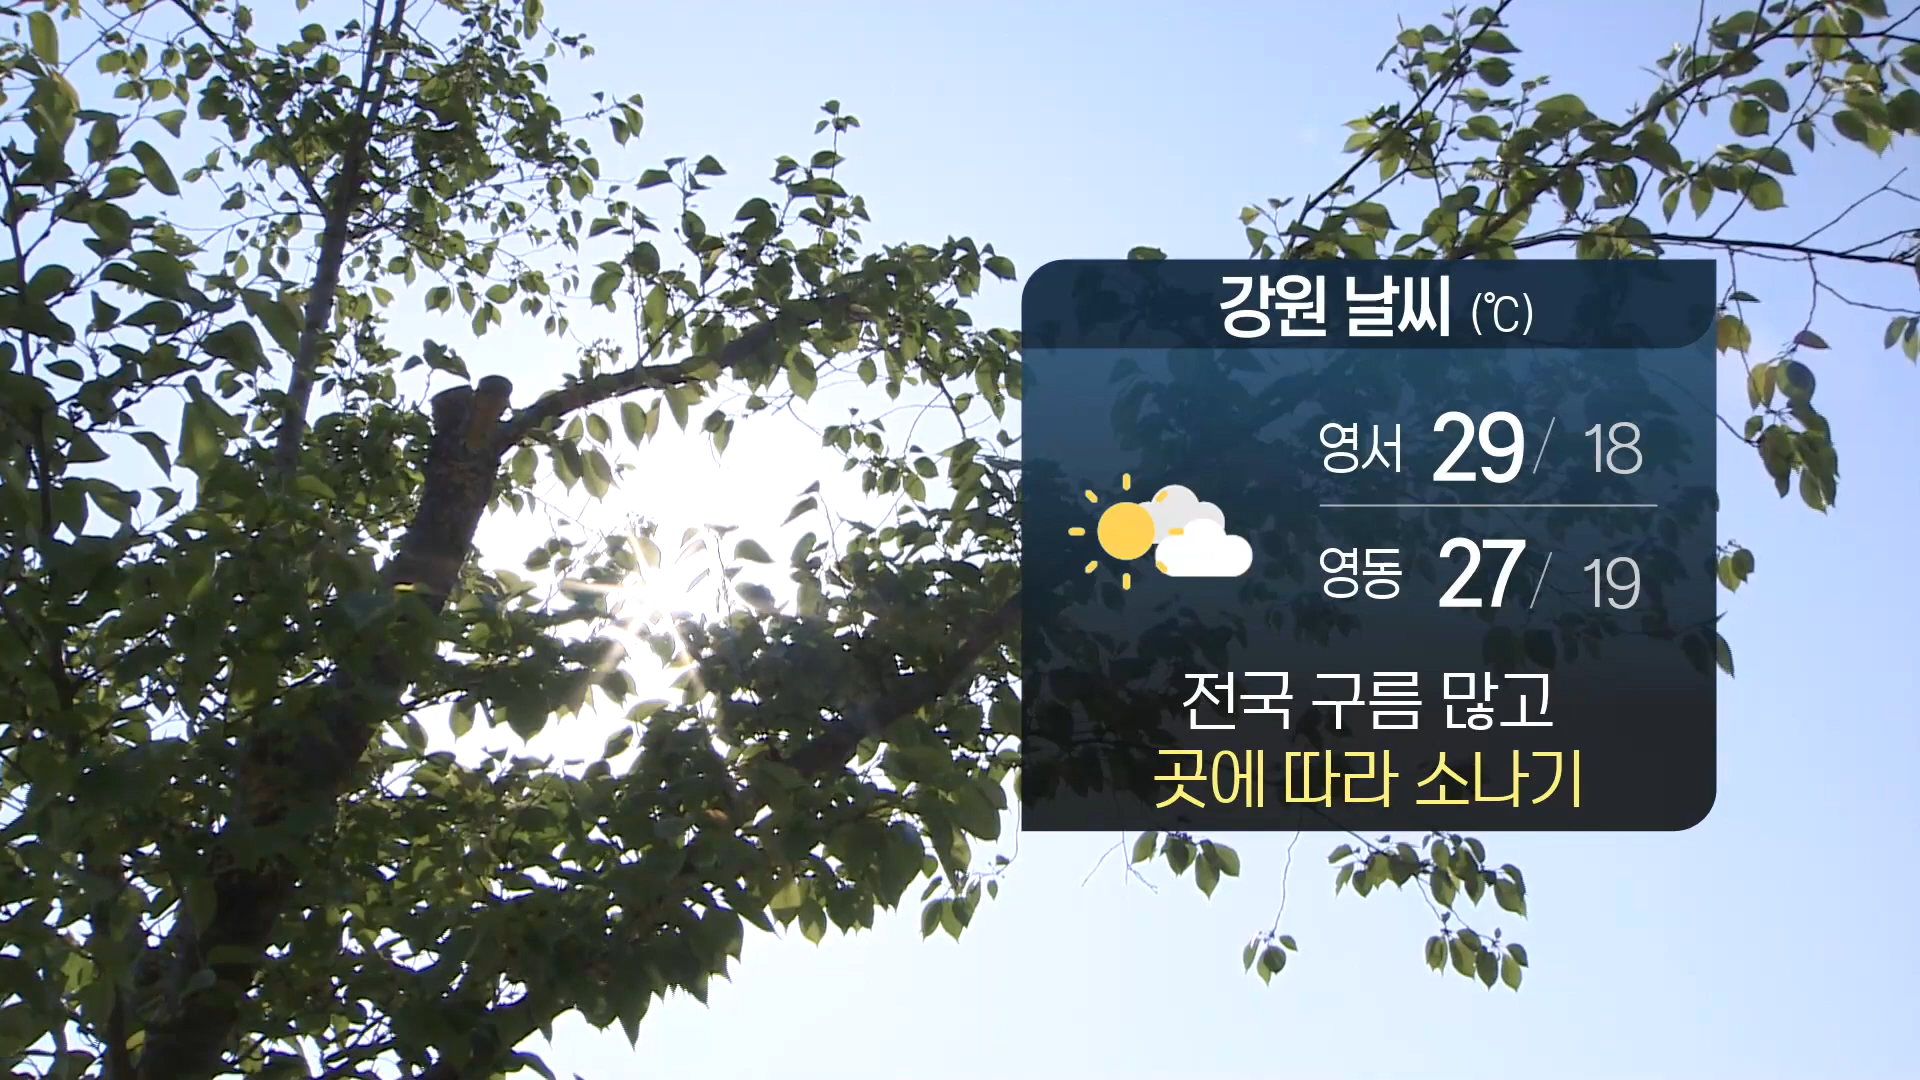 강원 날씨 (℃)
영서 29/ 18
영동 27/ 19
전국 구름 많고
곳에 따라 소나기